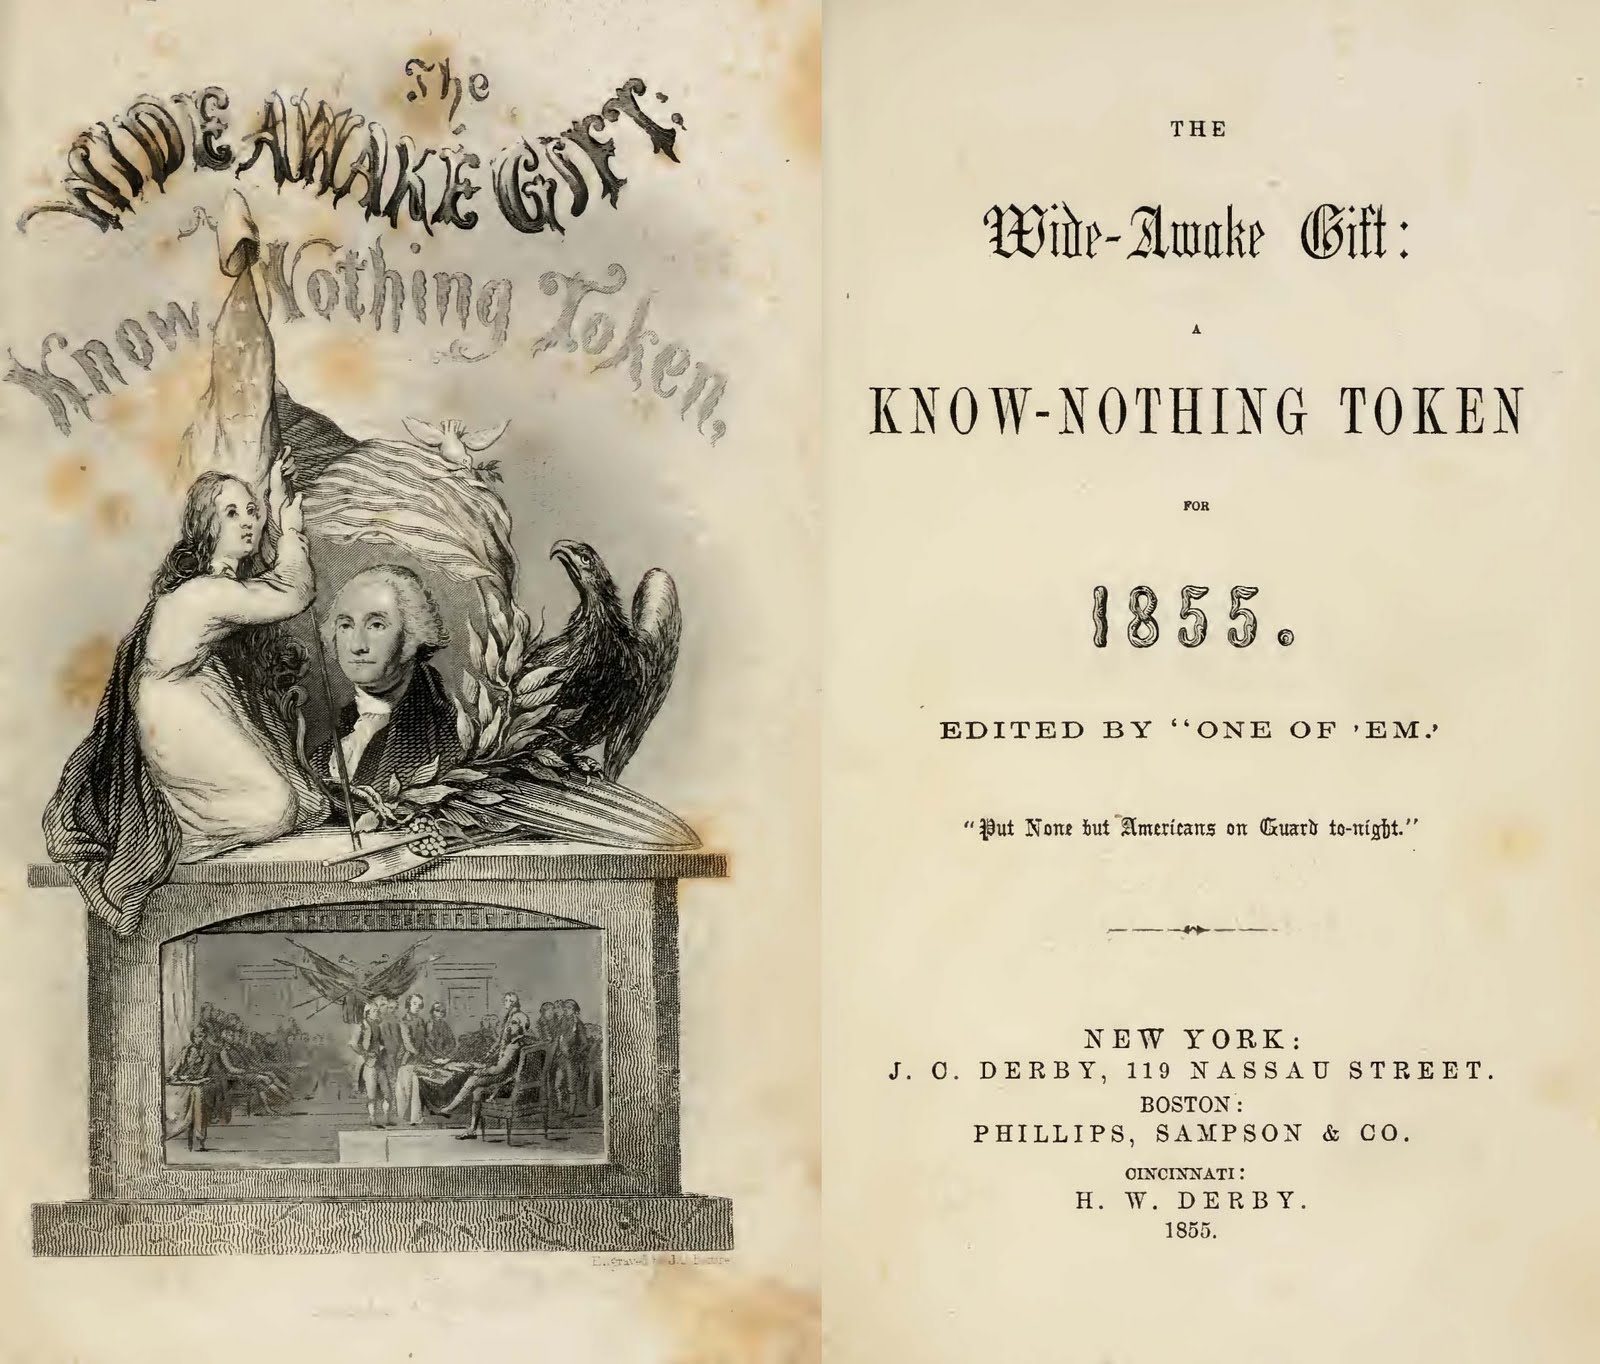 The
WIDE AWAKE GIFT:
A
Know-Nothing Token,
Engraved
THE
Wide-Awake Gift:
A
KNOW-NOTHING TOKEN
FOR
1855.
EDITED BY "ONE OF 'EM.'
"Put None but Americans on Guard to-night."
NEW YORK:
J. C. DERBY, 119 NASSAU STREET.
BOSTON:
PHILLIPS, SAMPSON & CO.
CINCINNATI:
H. W. DERBY.
1855.